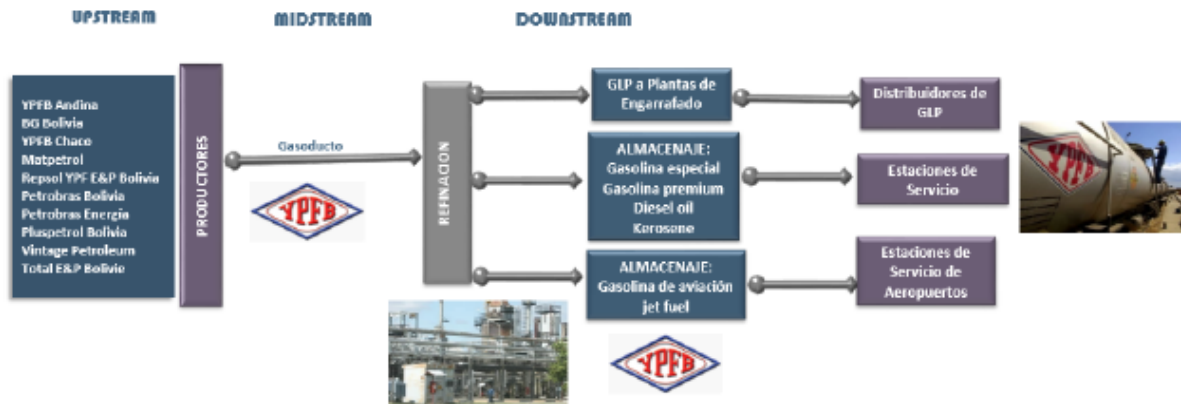 UPSTREAM
MIDSTREAM
DOWNSTREAM
YPFB Andina
BG Bolivia
YPFB Chaco
Matpetrol
Repsol YPF E&P Bolivia
Petrobras Bolivia
Petrobras Energia
Pluspetrol Bolivia
Vintage Petroleum
Total E&P Bolivie
PRODUCTORES
Gasoducto
YPFB
REFINACION
GLP a Plantas de
Engarrafado
ALMACENAJE:
Gasolina especial
Gasolina premium
Diesel oil
Kerosene
ALMACENAJE:
Gasolina de aviación
jet fuel
YPFB
Distribuidores de
GLP
Estaciones de
Servicio
Estaciones de
Servicio de
Aeropuertos
YPFB